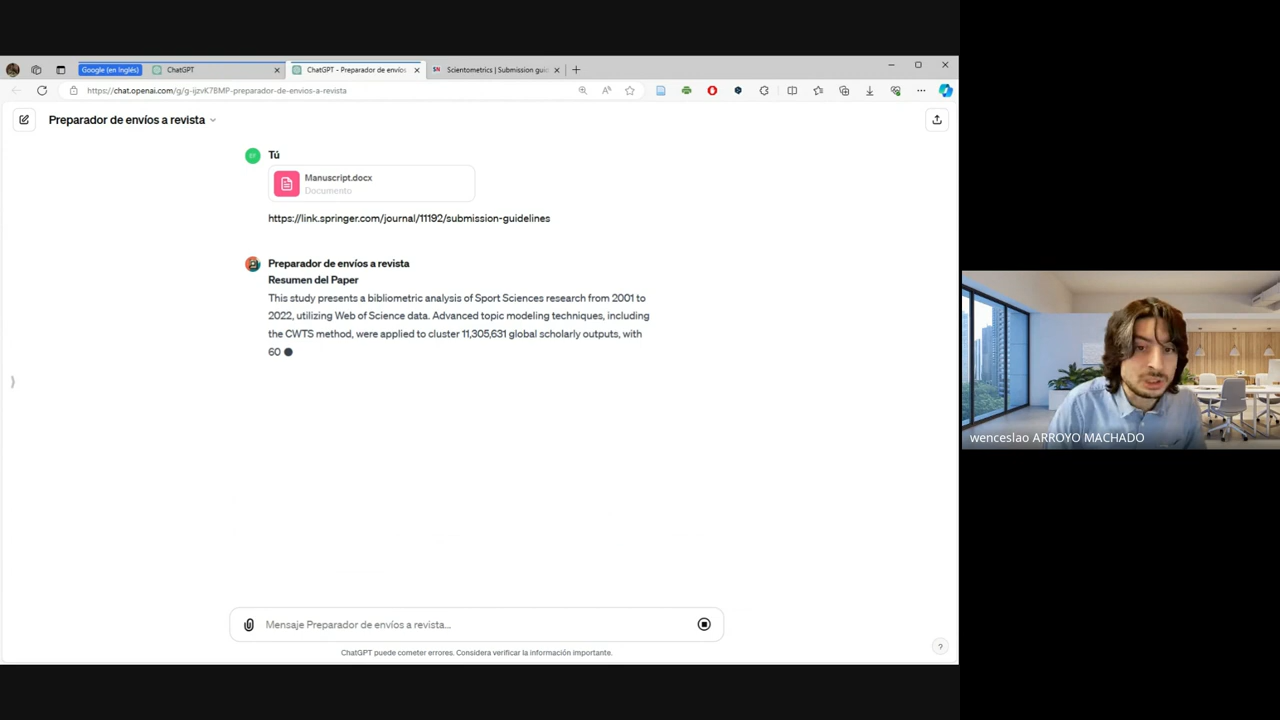 Google (en Inglés)
ChatGPT
ChatGPT - Preparador de envíos
Scientometrics | Submission guid
https://chat.openai.com/g/g-ijzvK7BMP-preparador-de-envios-a-revista
Preparador de envíos a revista
Tú
Manuscript.docx
Documento
https://link.springer.com/journal/11192/submission-guidelines
Preparador de envíos a revista
Resumen del Paper
This study presents a bibliometric analysis of Sport Sciences research from 2001 to
2022, utilizing Web of Science data. Advanced topic modeling techniques, including
the CWTS method, were applied to cluster 11,305,631 global scholarly outputs, with
60
Mensaje Preparador de envíos a revista...
ChatGPT puede cometer errores. Considera verificar la información importante.
?
wenceslao ARROYO MACHADO